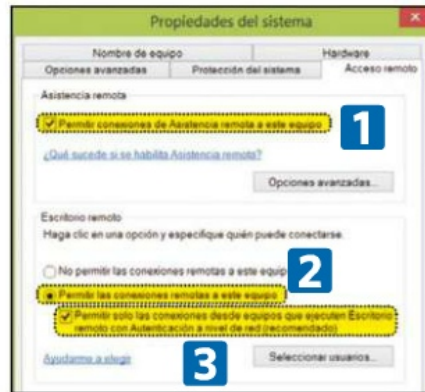 Propiedades del sistema
Nombre de equipo Hardware
Opciones avanzadas Protección del sistema Acceso remoto
Asistencia remota
Permitir conexiones de Asistencia remota a este equipo
1
¿Qué sucede si se habilita Asistencia remota?
Opciones avanzadas...
Escritorio remoto
Haga clic en una opción y especifique quién puede conectarse.
No permitir las conexiones remotas a este equipo
2
Permitir las conexiones remotas a este equipo
Permitir solo las conexiones desde equipos que ejecuten Escritorio
remoto con Autenticación a nivel de red (recomendado)
3
Ayudarme a elegir Seleccionar usuarios...